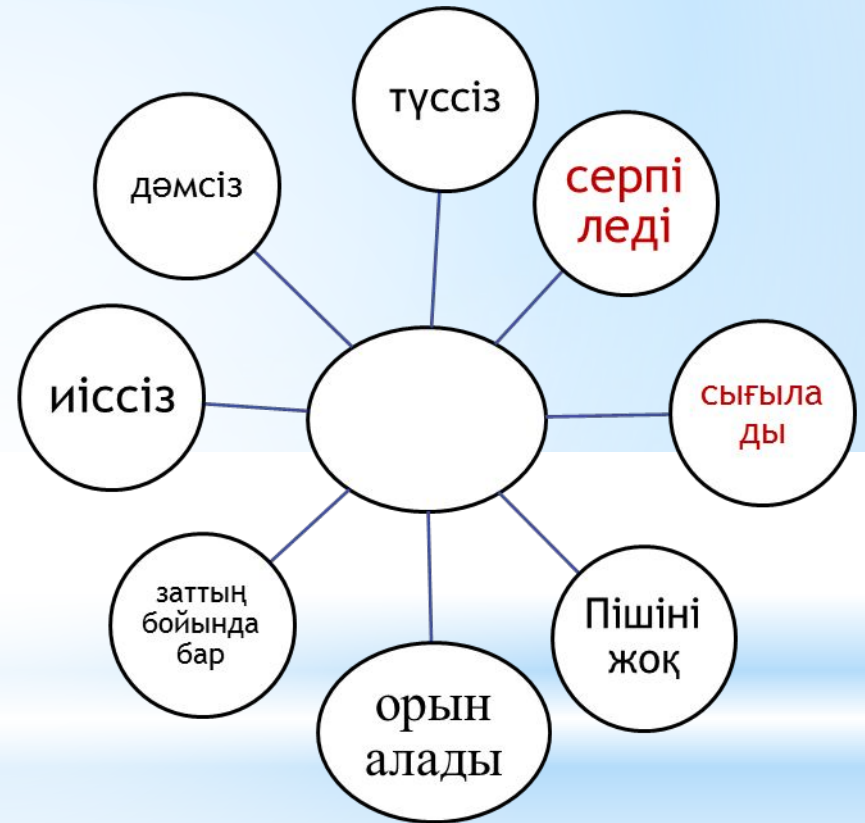 түссіз
серпі
леді
дәмсіз
иіссіз
сығыла
ды
заттың
бойында
бар
Пішіні
жоқ
орын
алады